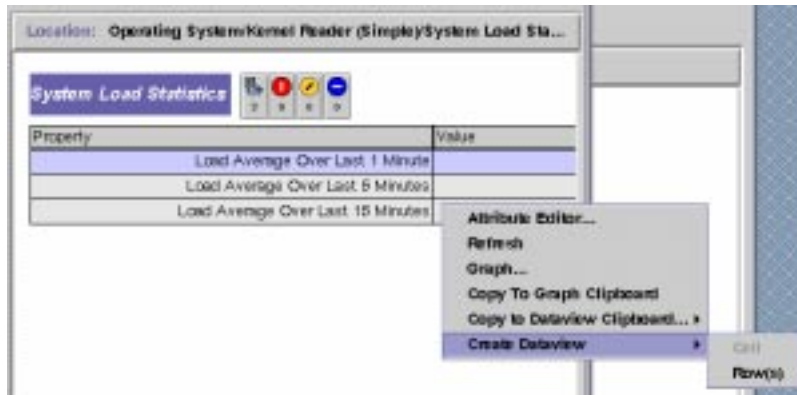 Location: Operating System/Kernel Reader (Simple)/System Load Sta...
System Load Statistics
Property Value
Load Average Over Last 1 Minute
Load Average Over Last 5 Minutes
Load Average Over Last 15 Minutes
Attribute Editor...
Refresh
Graph...
Copy To Graph Clipboard
Copy to Dataview Clipboard...
Create Dataview
Cell
Row(s)